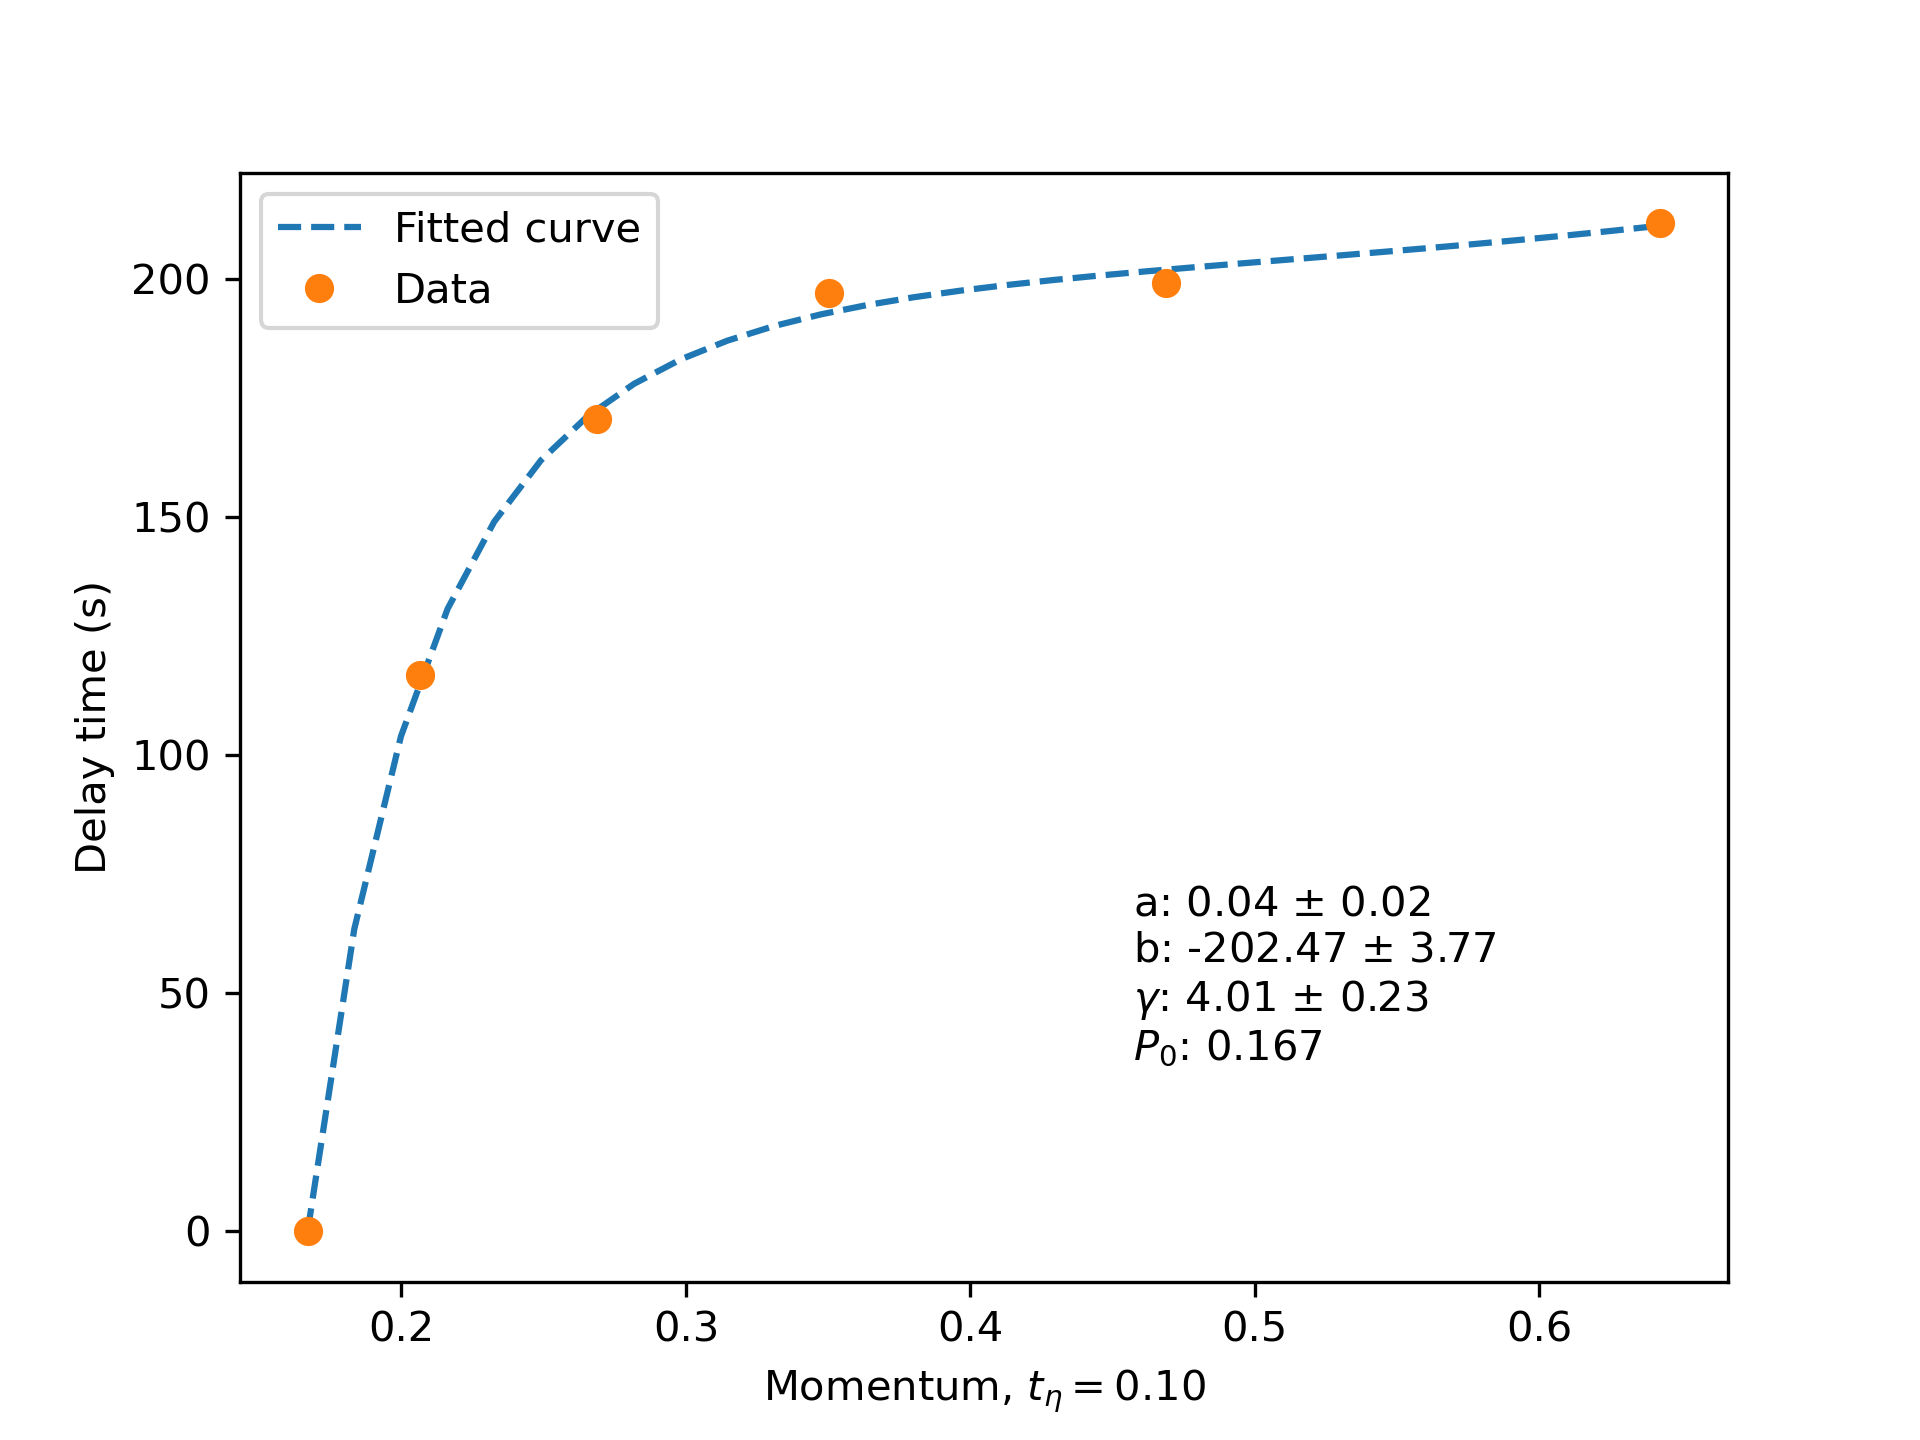 Fitted curve
Data
200
150
100
50
0
Delay time (s)
a: 0.04 ± 0.02
b: -202.47 ± 3.77
γ: 4.01 ± 0.23
P₀: 0.167
0.2 0.3 0.4 0.5 0.6
Momentum, tη = 0.10